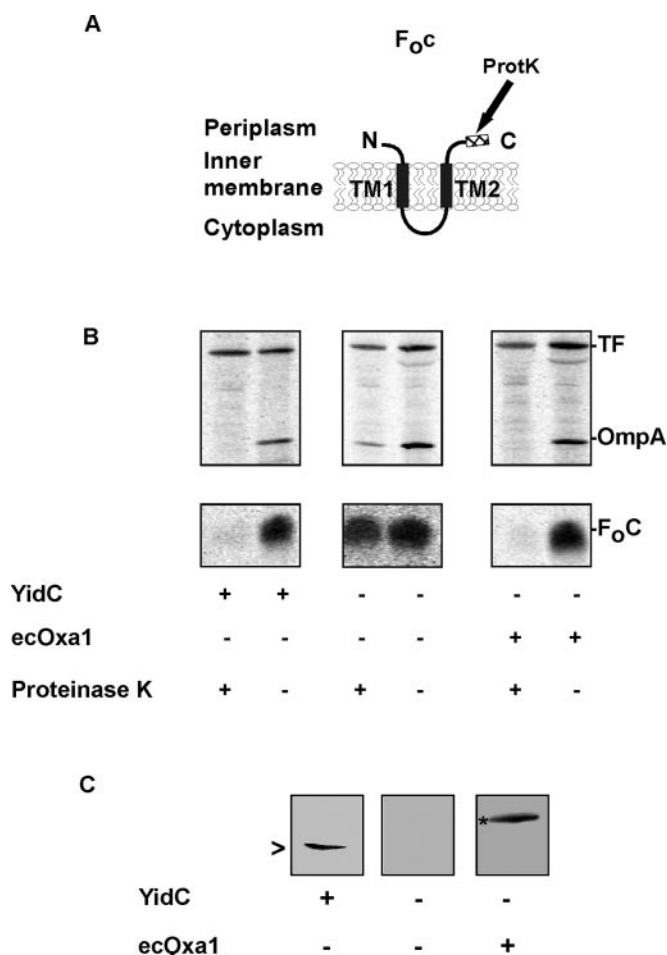 A
Foc
ProtK
Periplasm N C
Inner
membrane TM1 TM2
Cytoplasm
B
-TF
-OmpA
-FoC
YidC + + - - - -
ecOxa1 - - - - + +
Proteinase K + - + - + -
C
> *
YidC + - -
ecOxa1 - - +